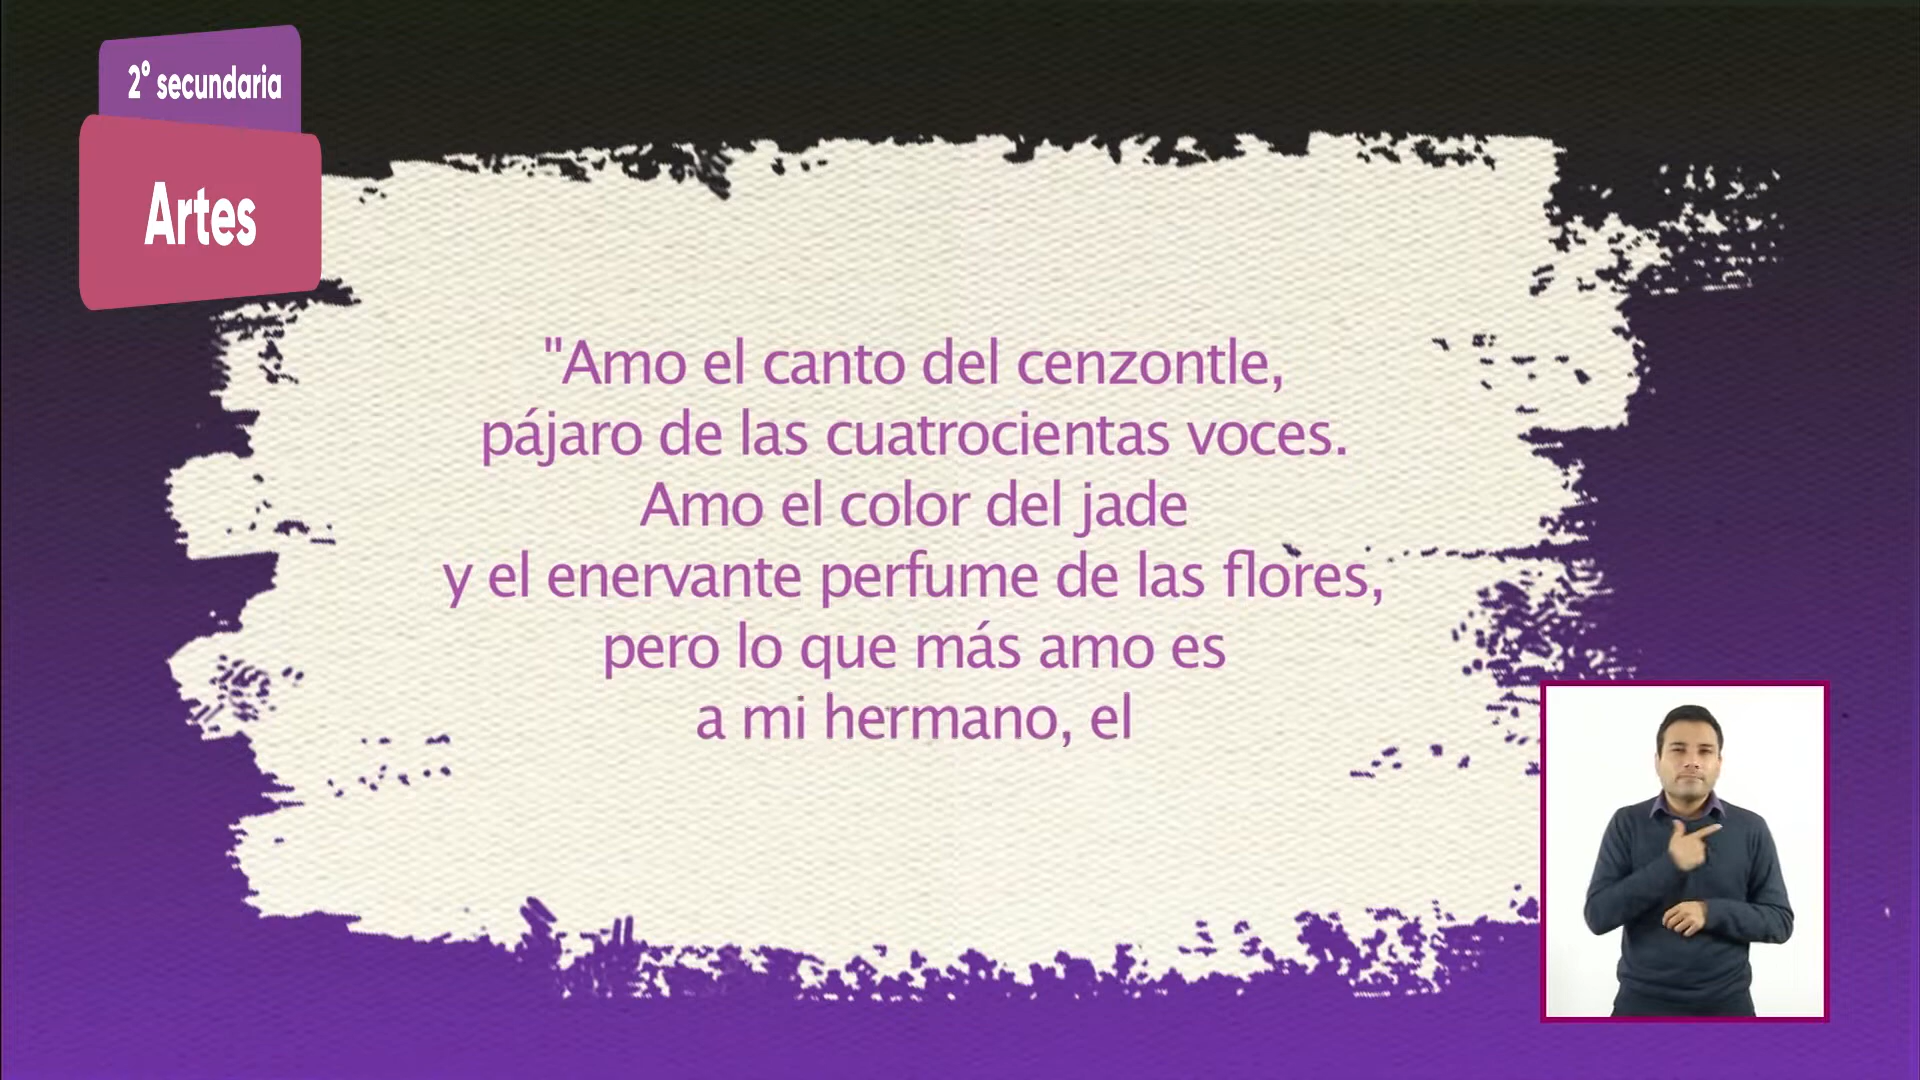 2° secundaria
Artes
"Amo el canto del cenzontle,
pájaro de las cuatrocientas voces.
Amo el color del jade
y el enervante perfume de las flores,
pero lo que más amo es
a mi hermano, el